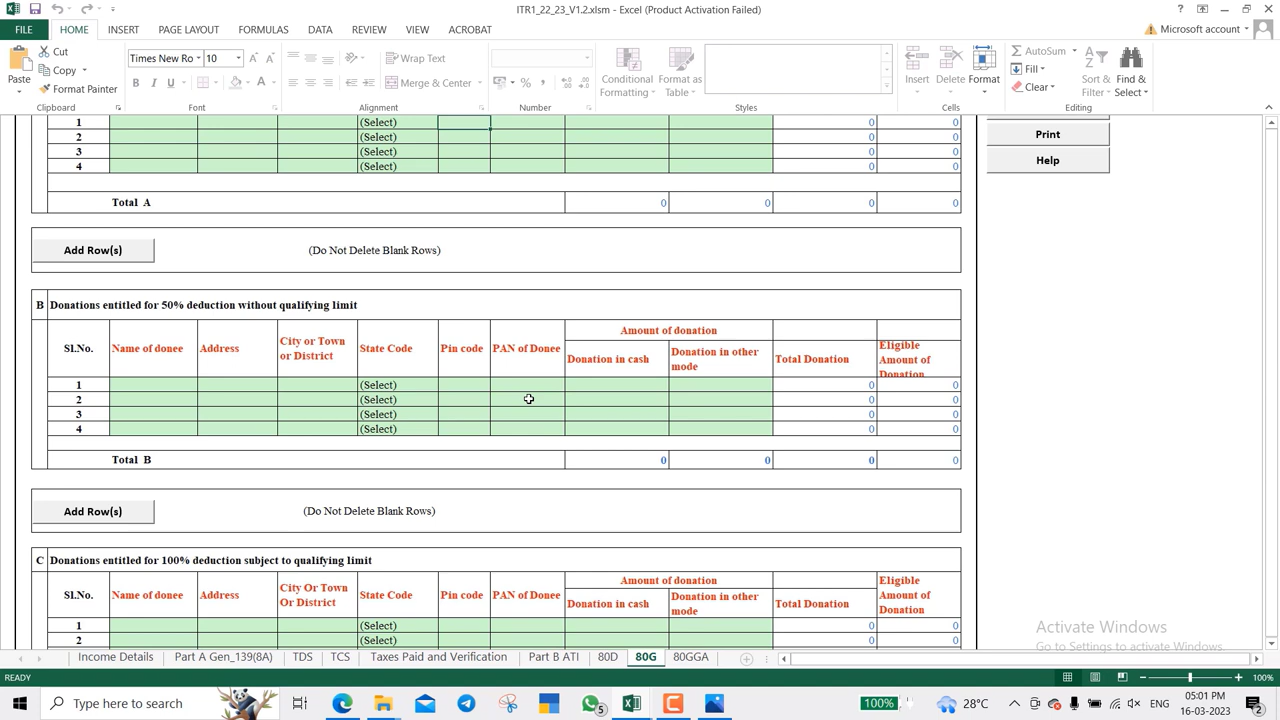 ITR1_22_23_V1.2.xlsm - Excel (Product Activation Failed)
FILE HOME INSERT PAGE LAYOUT FORMULAS DATA REVIEW VIEW ACROBAT Microsoft account
Paste Cut Copy Format Painter
Times New Ro 10
Wrap Text
Merge & Center
Conditional Formatting Format as Table
Insert Delete Format
AutoSum Fill Clear
Sort & Filter Find & Select
Clipboard Font Alignment Number Styles Cells Editing
1 (Select) 0 0
2 (Select) 0 0
3 (Select) 0 0
4 (Select) 0 0
Total A 0 0 0 0
Print
Help
Add Row(s) (Do Not Delete Blank Rows)
B Donations entitled for 50% deduction without qualifying limit
Sl.No. Name of donee Address City or Town or District State Code Pin code PAN of Donee Amount of donation Donation in cash Donation in other mode Total Donation Eligible Amount of Donation
1 (Select) 0 0
2 (Select) 0 0
3 (Select) 0 0
4 (Select) 0 0
Total B 0 0 0 0
Add Row(s) (Do Not Delete Blank Rows)
C Donations entitled for 100% deduction subject to qualifying limit
Sl.No. Name of donee Address City Or Town Or District State Code Pin code PAN of Donee Amount of donation Donation in cash Donation in other mode Total Donation Eligible Amount of Donation
1 (Select) 0 0
2 (Select) 0 0
Activate Windows
Go to Settings to activate Windows.
Income Details Part A Gen_139(8A) TDS TCS Taxes Paid and Verification Part B ATI 80D 80G 80GGA
READY 100%
Type here to search 5 100% 28°C ENG 05:01 PM
16-03-2023 2